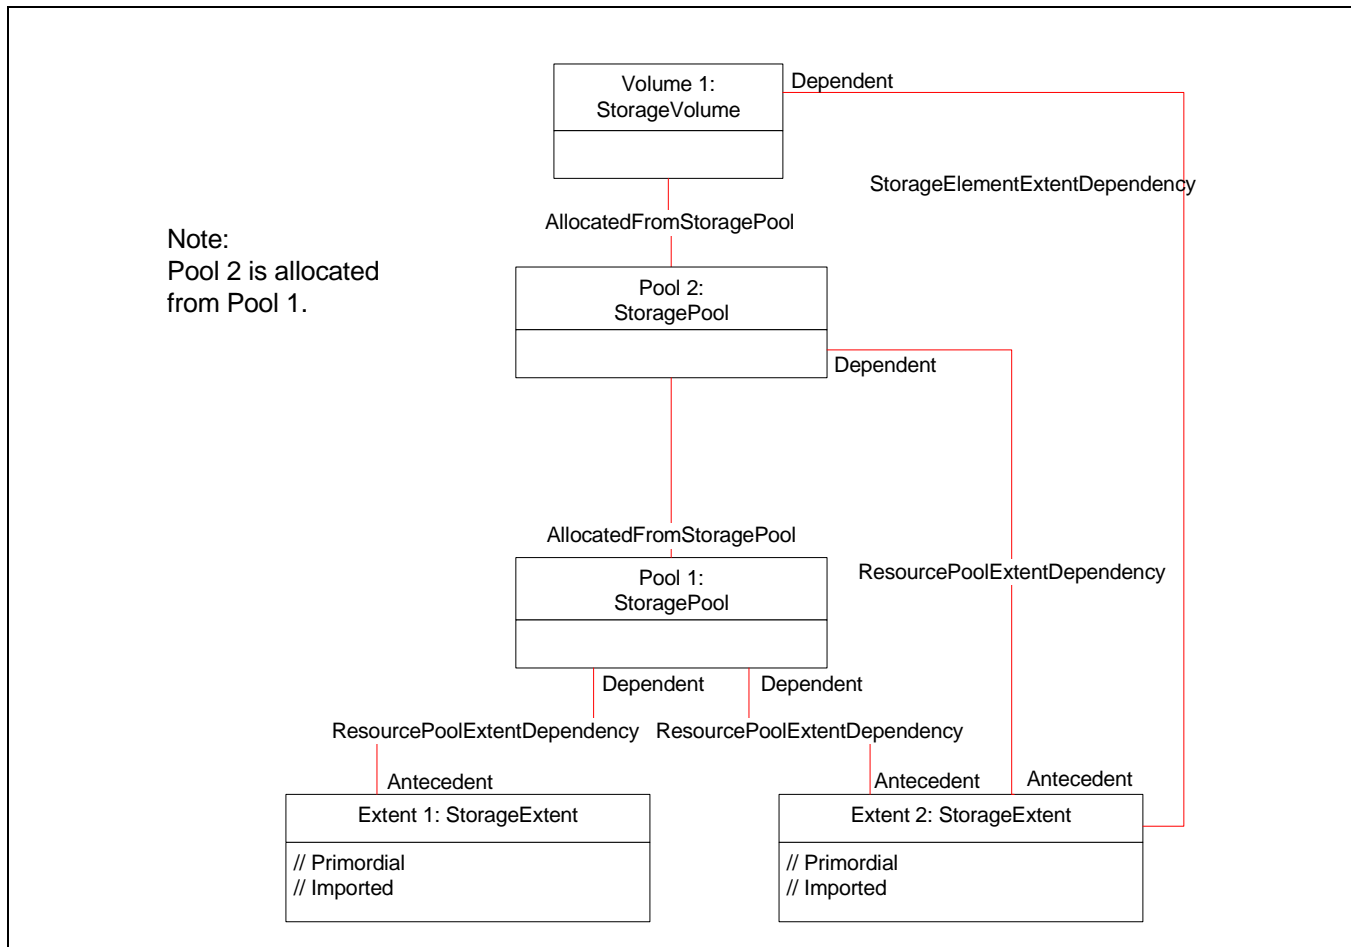 Volume 1:
StorageVolume
Dependent
StorageElementExtentDependency
AllocatedFromStoragePool
Note:
Pool 2 is allocated
from Pool 1.
Pool 2:
StoragePool
Dependent
AllocatedFromStoragePool
ResourcePoolExtentDependency
Pool 1:
StoragePool
Dependent
Dependent
ResourcePoolExtentDependency
ResourcePoolExtentDependency
Antecedent
Antecedent
Antecedent
Extent 1: StorageExtent
// Primordial
// Imported
Extent 2: StorageExtent
// Primordial
// Imported